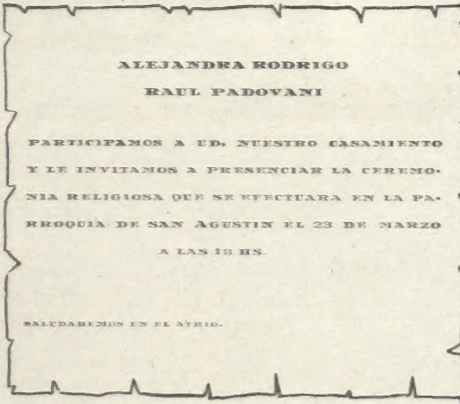 ALEJANDRA RODRIGO
RAUL PADOVANI
PARTICIPAMOS A UD. NUESTRO CASAMIENTO
Y LE INVITAMOS A PRESENCIAR LA CEREMO-
NIA RELIGIOSA QUE SE EFECTUARA EN LA PA-
RROQUIA DE SAN AGUSTIN EL 23 DE MARZO
A LAS HS.
SALUDAREMOS EN EL ATRIO.